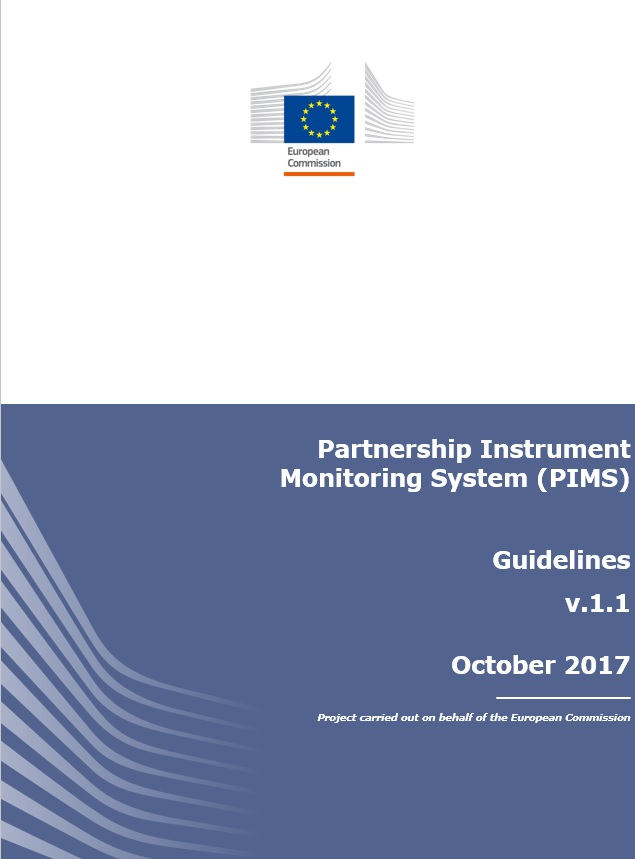 European
Commission
Partnership Instrument
Monitoring System (PIMS)
Guidelines
v.1.1
October 2017
Project carried out on behalf of the European Commission